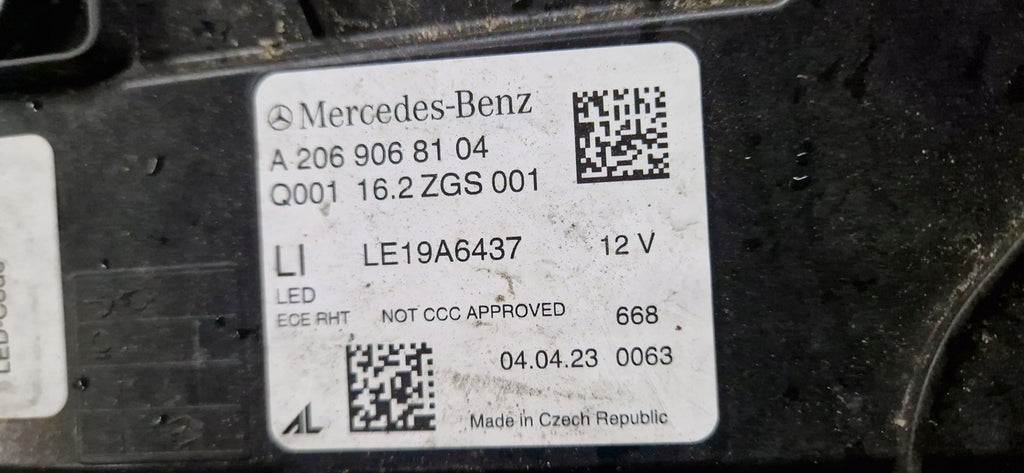 Mercedes-Benz
A 206 906 81 04
Q001 16.2 ZGS 001
LI LE19A6437 12 V
LED
ECE RHT NOT CCC APPROVED 668
04.04.23 0063
AL Made in Czech Republic